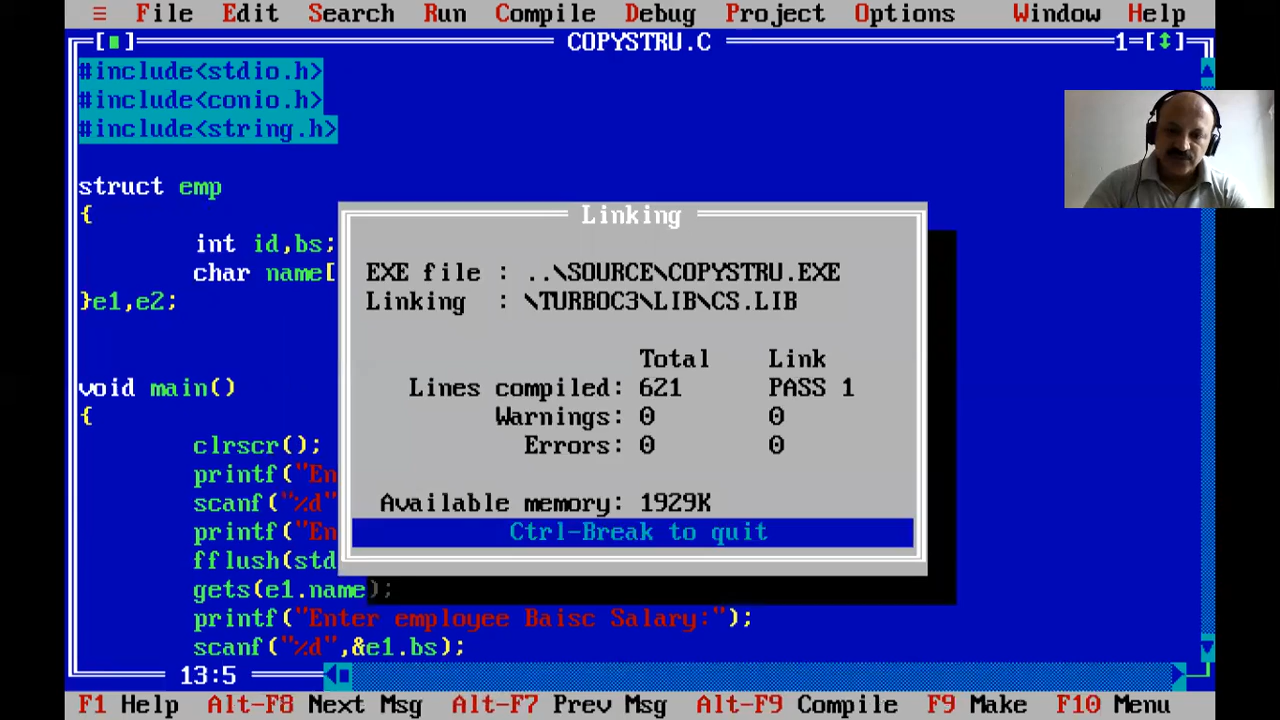 ≡ File Edit Search Run Compile Debug Project Options Window Help
[■] COPYSTRU.C 1=[↕]
#include<stdio.h>
#include<conio.h>
#include<string.h>
struct emp
{
int id,bs;
char name[
}e1,e2;
void main()
{
clrscr();
printf("En
scanf("%d"
printf("En
fflush(std
gets(e1.name);
printf("Enter employee Baisc Salary:");
scanf("%d",&e1.bs);
Linking
EXE file : ..\SOURCE\COPYSTRU.EXE
Linking : \TURBOC3\LIB\CS.LIB
Total Link
Lines compiled: 621 PASS 1
Warnings: 0 0
Errors: 0 0
Available memory: 1929K
Ctrl-Break to quit
13:5
F1 Help Alt-F8 Next Msg Alt-F7 Prev Msg Alt-F9 Compile F9 Make F10 Menu